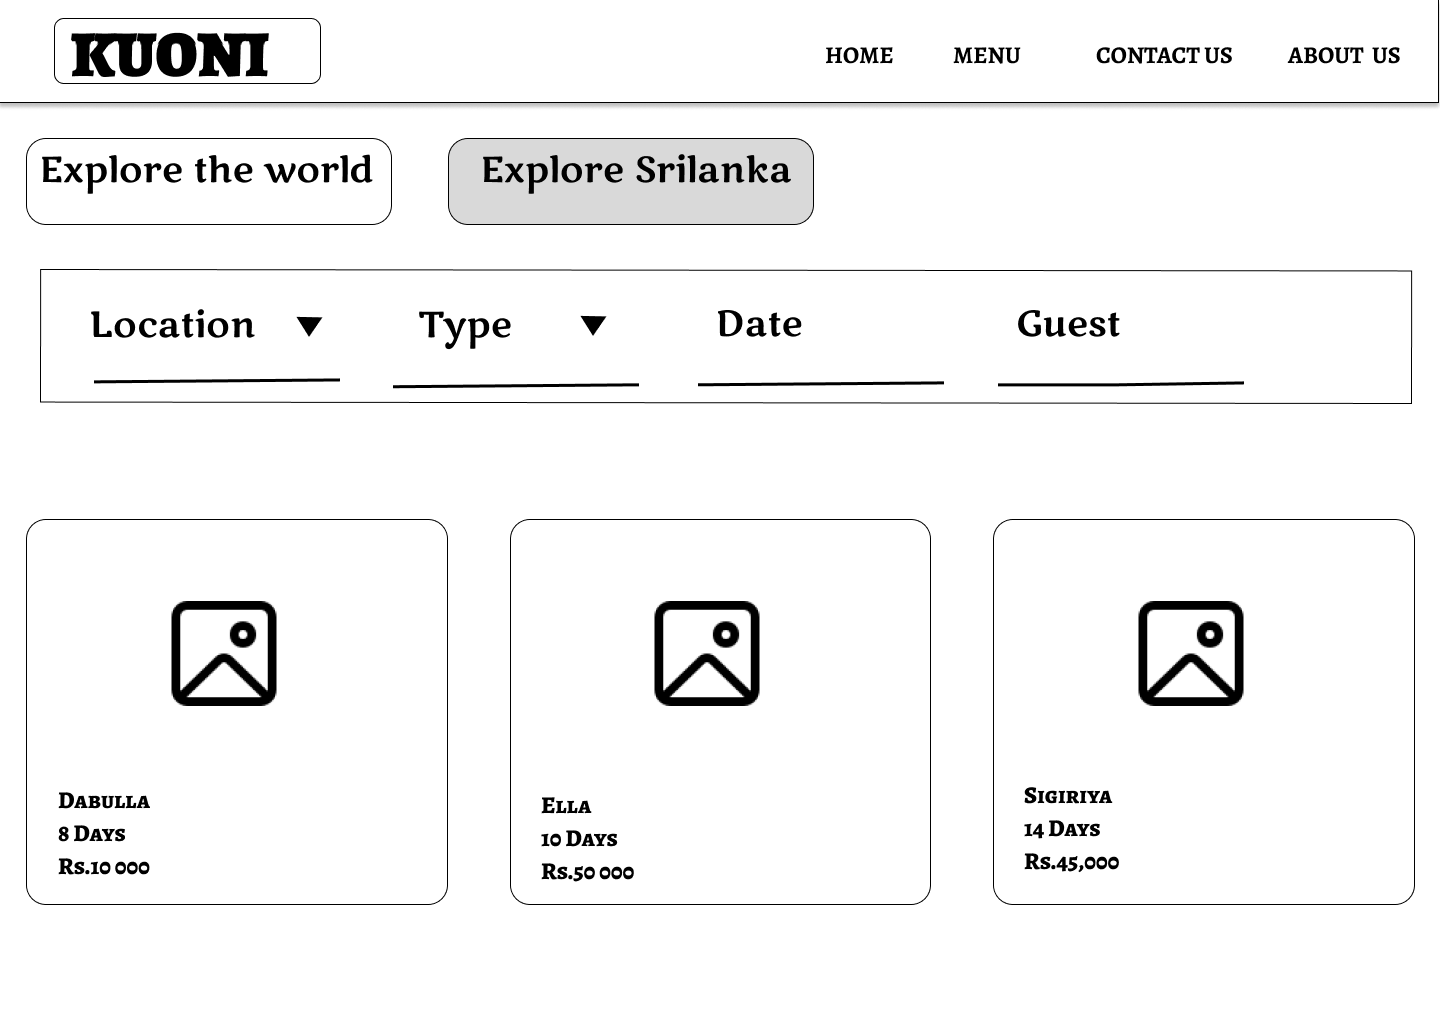 KUONI
HOME MENU CONTACT US ABOUT US
Explore the world Explore Srilanka
Location Type Date Guest
Dabulla
8 Days
Rs.10 000
Ella
10 Days
Rs.50 000
Sigiriya
14 Days
Rs.45,000